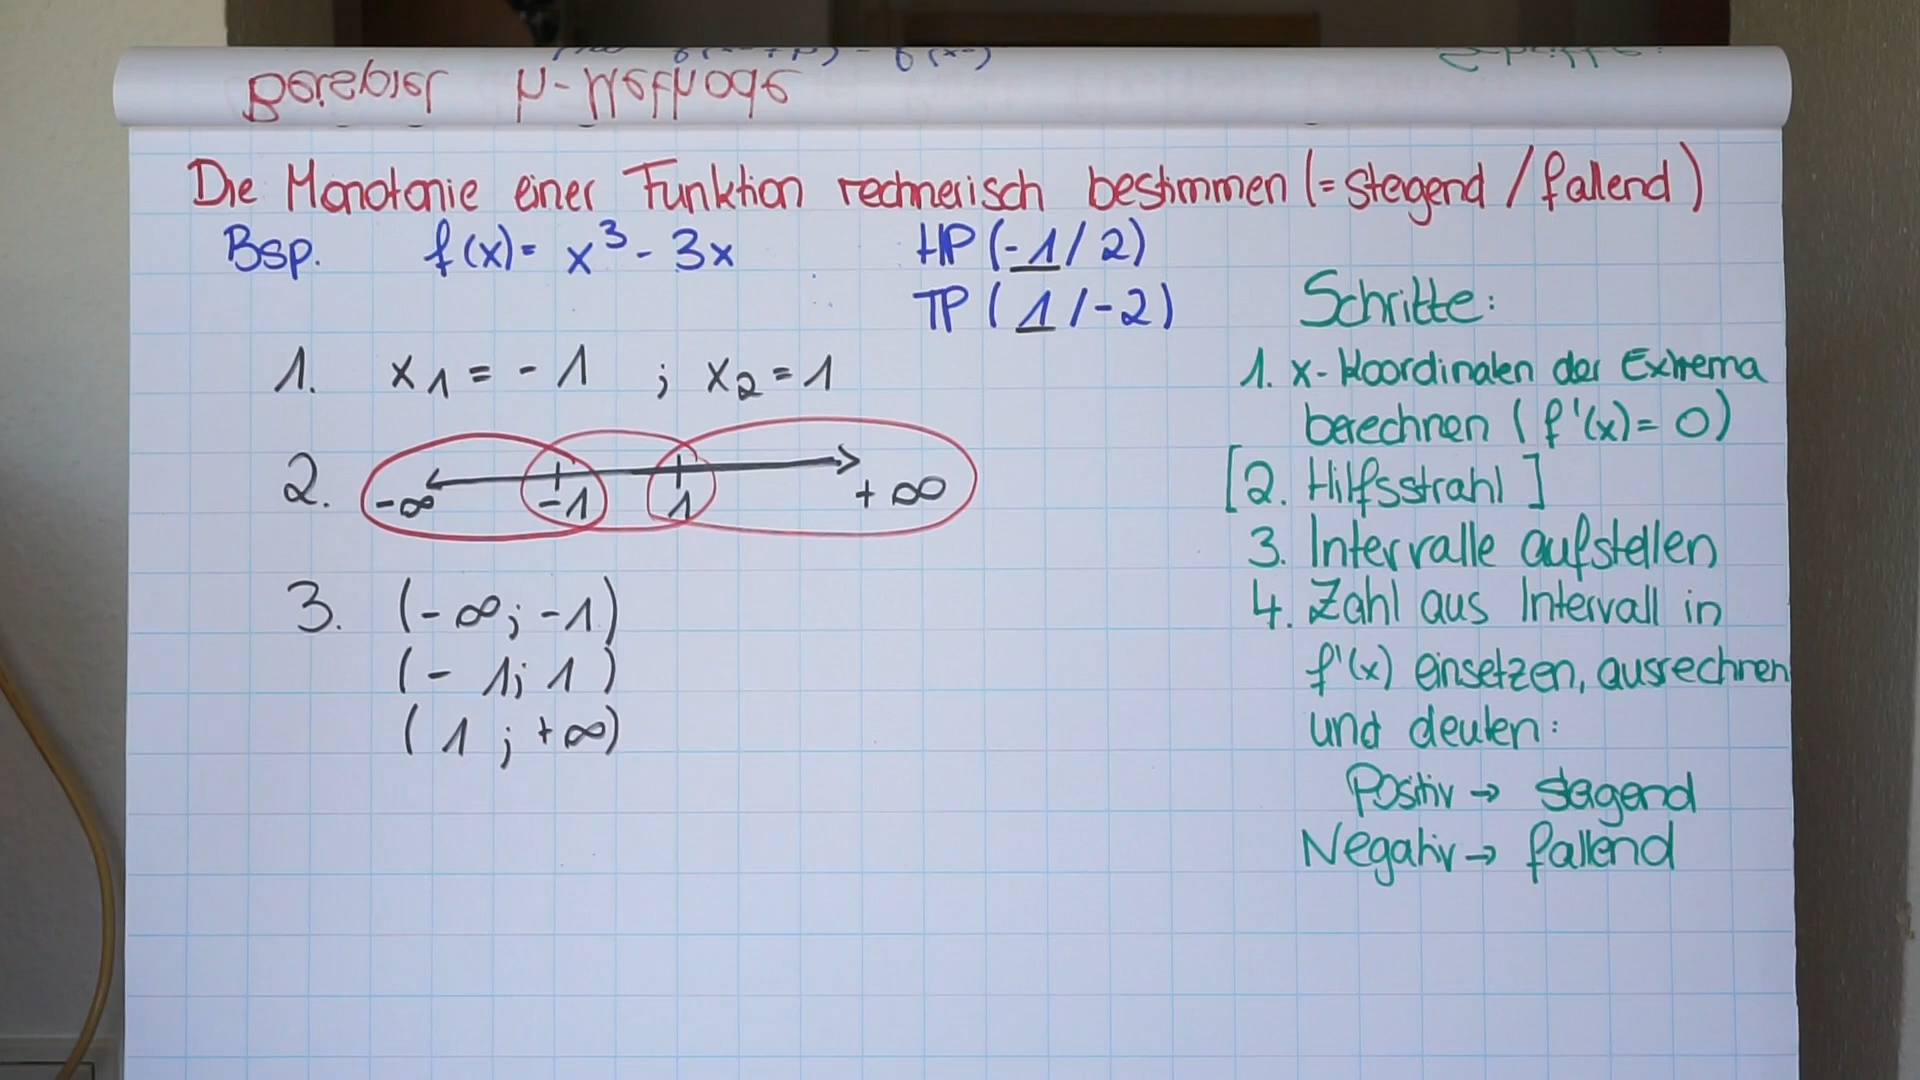 Beispiel h-Methode
Die Monotonie einer Funktion rechnerisch bestimmen (= steigend / fallend)
Bsp. f(x) = x³ - 3x
HP (-1 / 2)
TP (1 / -2)
1. x₁ = -1 ; x₂ = 1
2. -∞ -1 1 +∞
3. (-∞; -1)
(-1; 1)
(1; +∞)
Schritte:
1. x-Koordinaten der Extrema
berechnen (f'(x) = 0)
[2. Hilfsstrahl]
3. Intervalle aufstellen
4. Zahl aus Intervall in
f'(x) einsetzen, ausrechnen
und deuten:
Positiv → steigend
Negativ → fallend